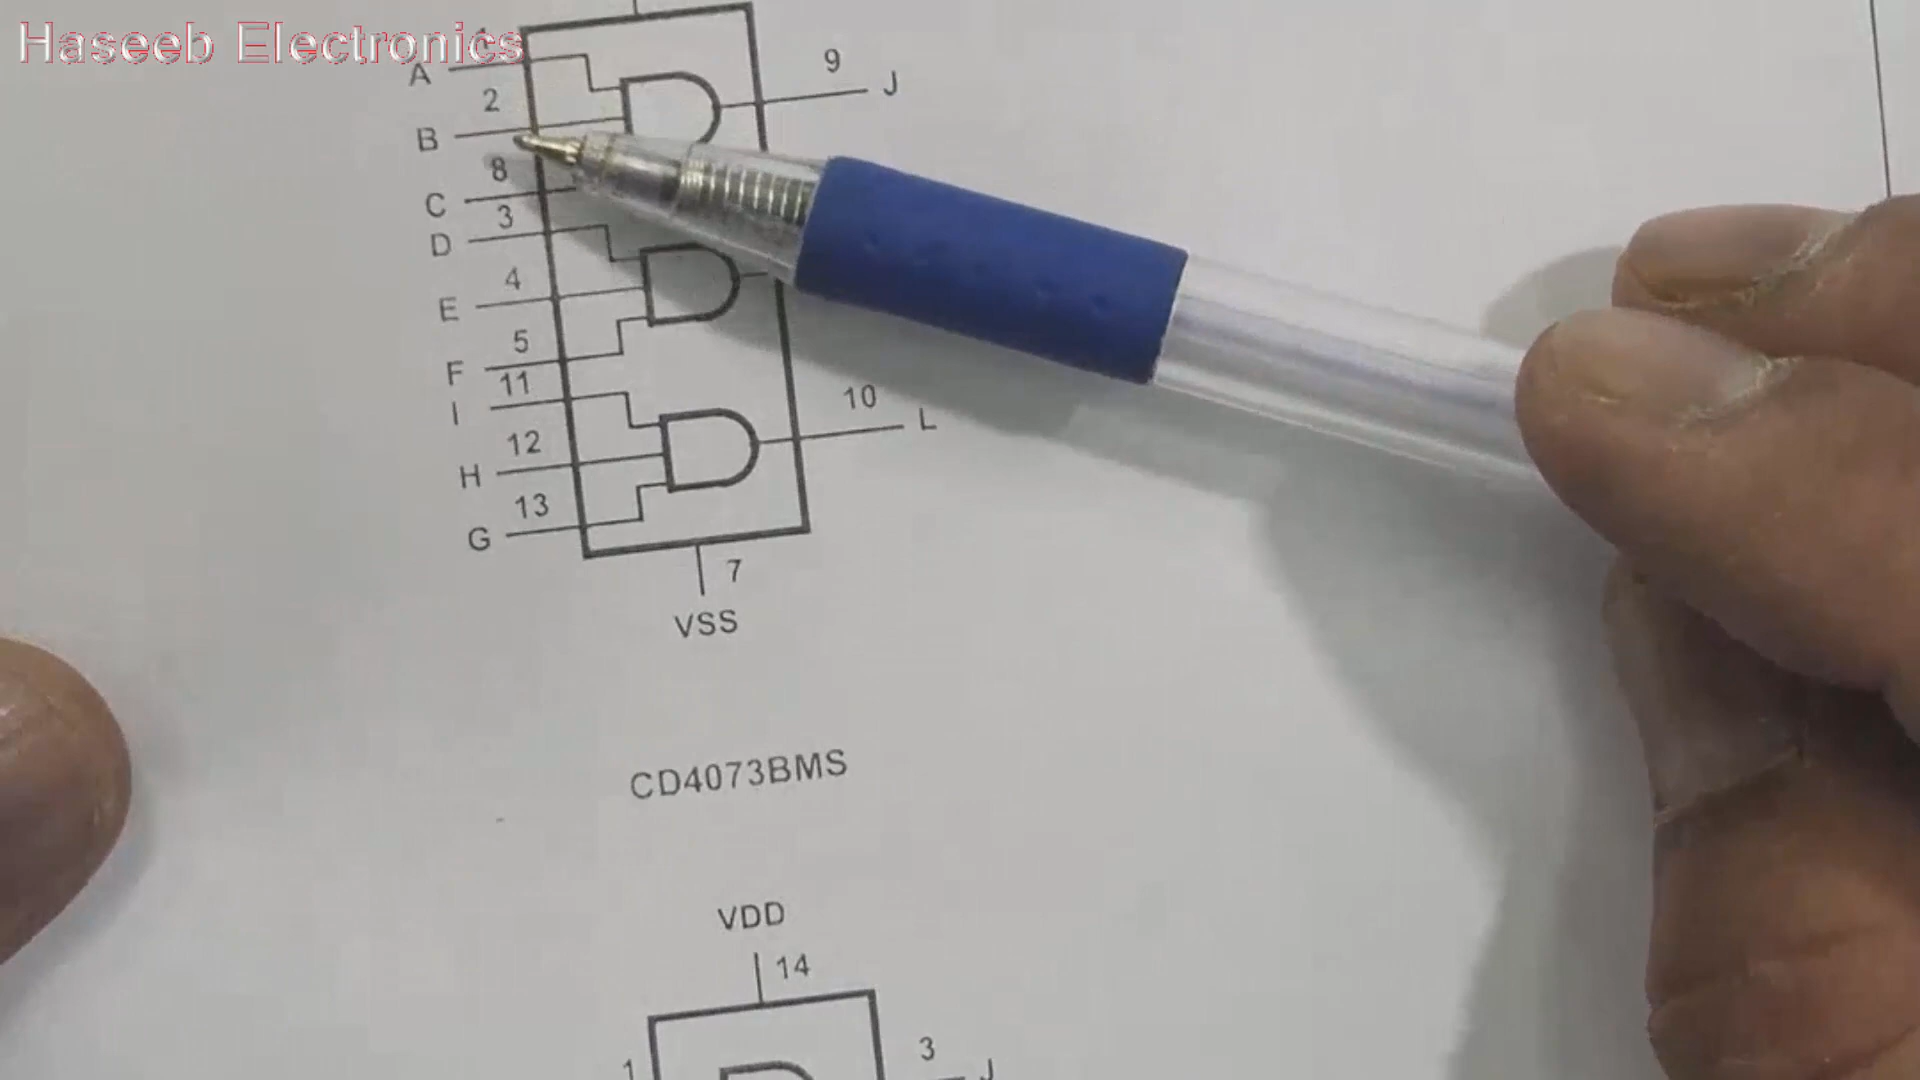 Haseeb Electronics
A
2
9
J
B
8
C
3
D
4
E
5
F
11
I
10
L
12
H
13
G
7
VSS
CD4073BMS
VDD
14
1
3
J